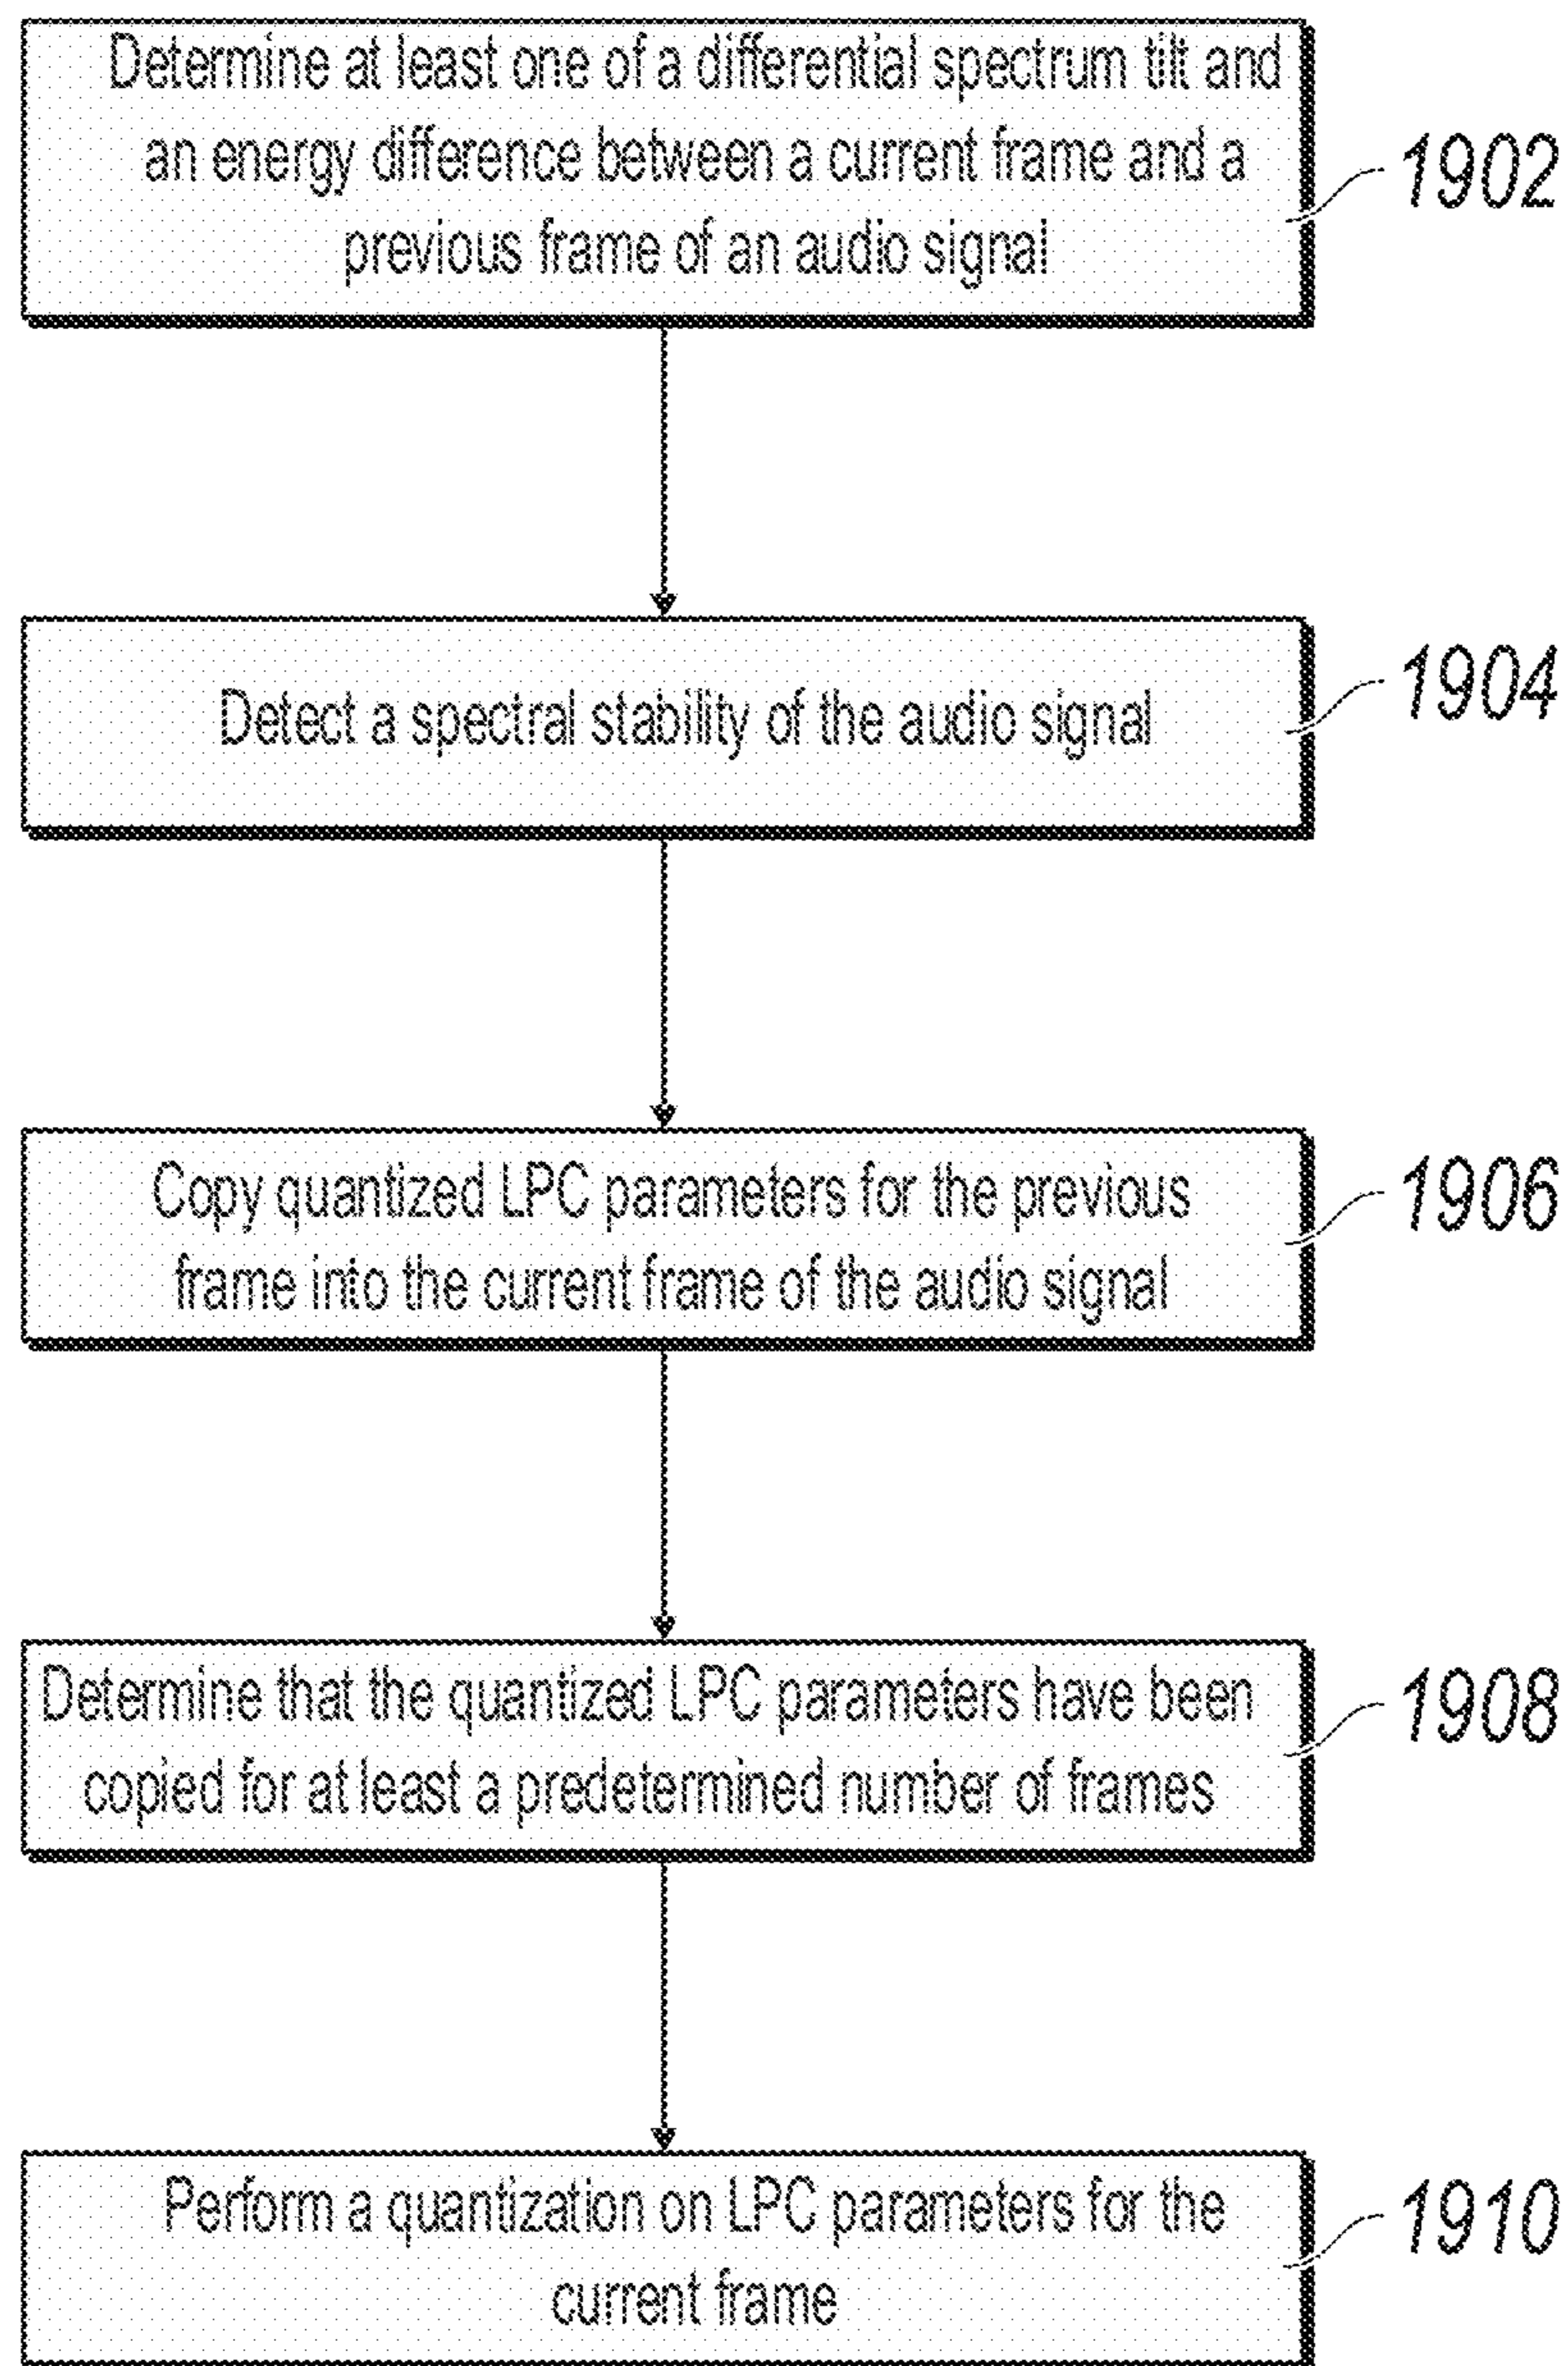 Determine at least one of a differential spectrum tilt and
an energy difference between a current frame and a
previous frame of an audio signal
1902
Detect a spectral stability of the audio signal
1904
Copy quantized LPC parameters for the previous
frame into the current frame of the audio signal
1906
Determine that the quantized LPC parameters have been
copied for at least a predetermined number of frames
1908
Perform a quantization on LPC parameters for the
current frame
1910